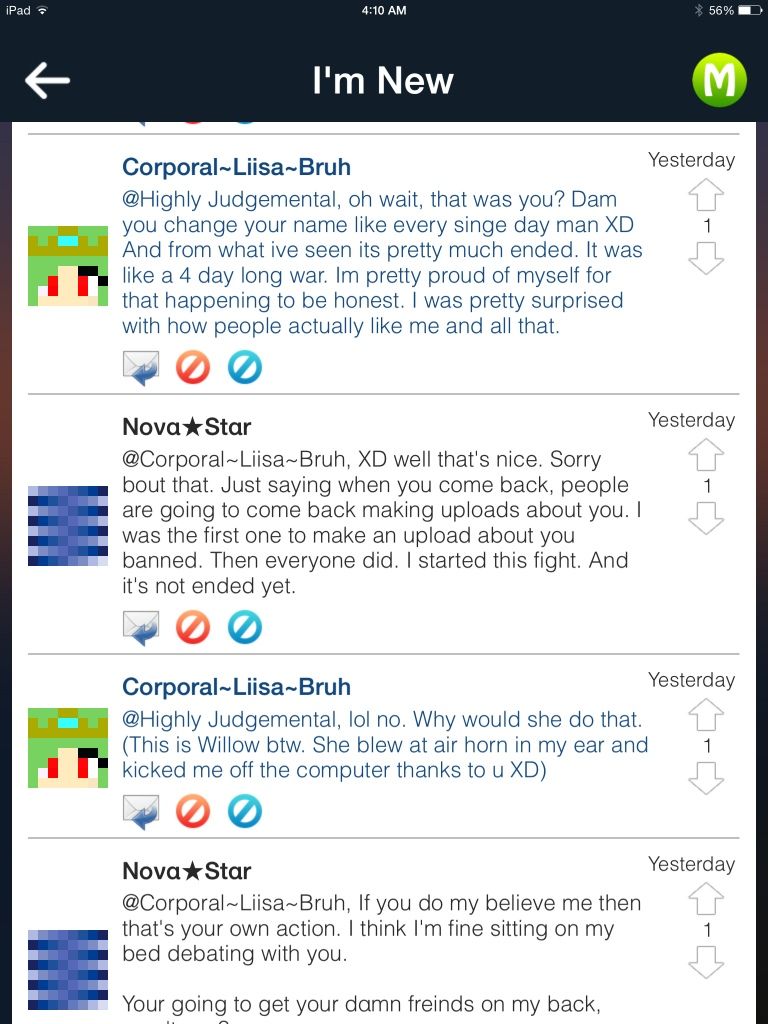 iPad 4:10 AM 56%
I'm New M
Corporal~Liisa~Bruh Yesterday
@Highly Judgemental, oh wait, that was you? Dam
you change your name like every singe day man XD
And from what ive seen its pretty much ended. It was
like a 4 day long war. Im pretty proud of myself for
that happening to be honest. I was pretty surprised
with how people actually like me and all that.
1
Nova★Star Yesterday
@Corporal~Liisa~Bruh, XD well that's nice. Sorry
bout that. Just saying when you come back, people
are going to come back making uploads about you. I
was the first one to make an upload about you
banned. Then everyone did. I started this fight. And
it's not ended yet.
1
Corporal~Liisa~Bruh Yesterday
@Highly Judgemental, lol no. Why would she do that.
(This is Willow btw. She blew at air horn in my ear and
kicked me off the computer thanks to u XD)
1
Nova★Star Yesterday
@Corporal~Liisa~Bruh, If you do my believe me then
that's your own action. I think I'm fine sitting on my
bed debating with you.
1
Your going to get your damn freinds on my back,